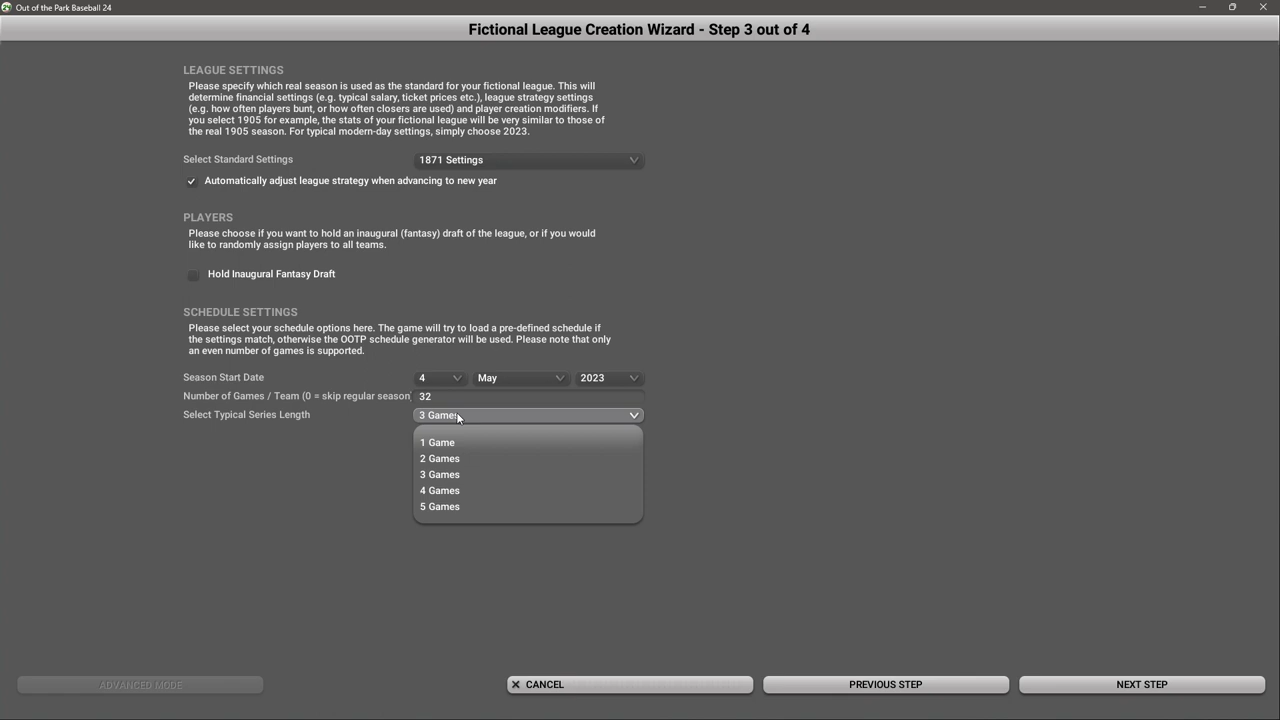 Out of the Park Baseball 24
Fictional League Creation Wizard - Step 3 out of 4
LEAGUE SETTINGS
Please specify which real season is used as the standard for your fictional league. This will
determine financial settings (e.g. typical salary, ticket prices etc.), league strategy settings
(e.g. how often players bunt, or how often closers are used) and player creation modifiers. If
you select 1905 for example, the stats of your fictional league will be very similar to those of
the real 1905 season. For typical modern-day settings, simply choose 2023.
Select Standard Settings 1871 Settings
Automatically adjust league strategy when advancing to new year
PLAYERS
Please choose if you want to hold an inaugural (fantasy) draft of the league, or if you would
like to randomly assign players to all teams.
Hold Inaugural Fantasy Draft
SCHEDULE SETTINGS
Please select your schedule options here. The game will try to load a pre-defined schedule if
the settings match, otherwise the OOTP schedule generator will be used. Please note that only
an even number of games is supported.
Season Start Date 4 May 2023
Number of Games / Team (0 = skip regular season) 32
Select Typical Series Length 3 Games
1 Game
2 Games
3 Games
4 Games
5 Games
ADVANCED MODE CANCEL PREVIOUS STEP NEXT STEP